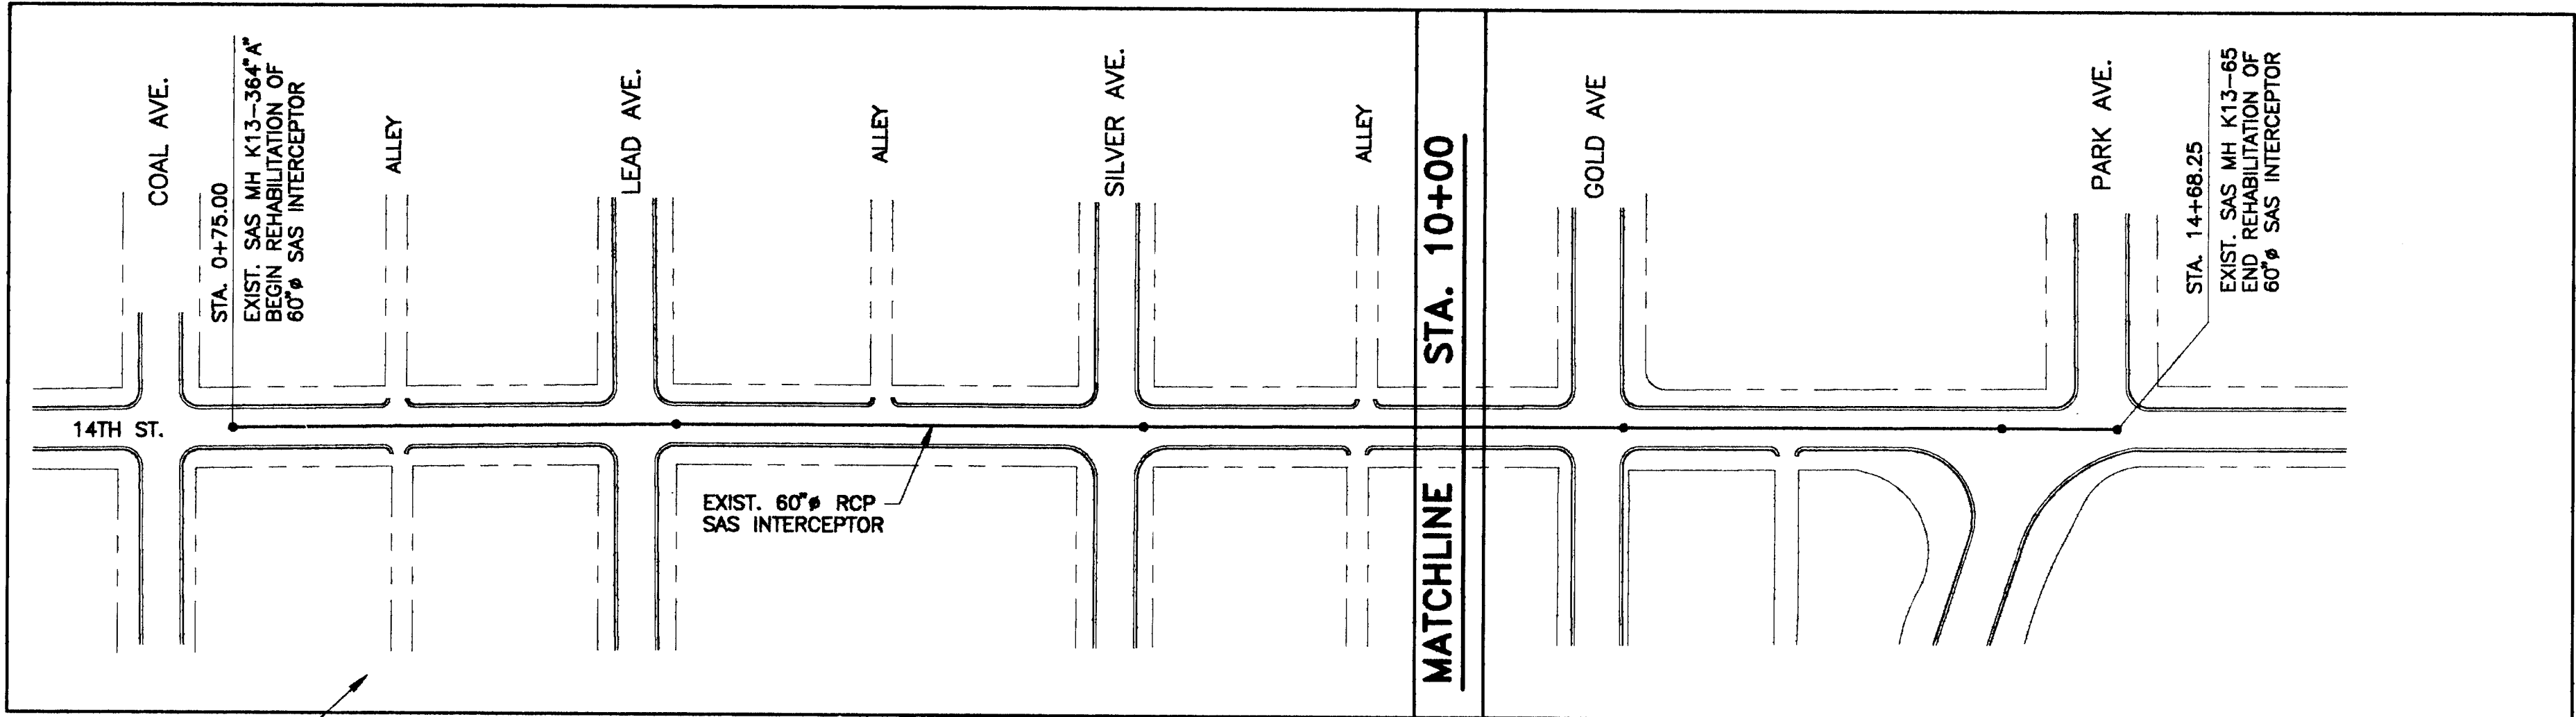 COAL AVE.
STA. 0+75.00
EXIST. SAS MH K13-364"A"
BEGIN REHABILITATION OF
60"ø SAS INTERCEPTOR
ALLEY
LEAD AVE.
ALLEY
SILVER AVE.
ALLEY
MATCHLINE STA. 10+00
GOLD AVE
PARK AVE.
STA. 14+68.25
EXIST. SAS MH K13-65
END REHABILITATION OF
60"ø SAS INTERCEPTOR
14TH ST.
EXIST. 60"ø RCP
SAS INTERCEPTOR